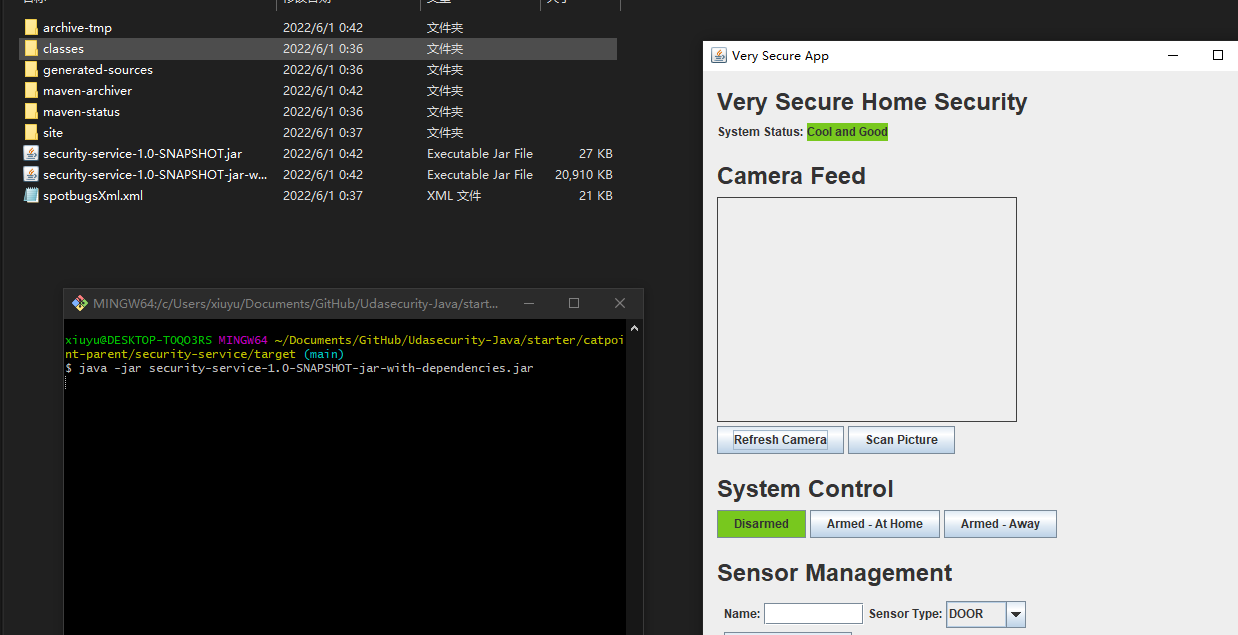 archive-tmp 2022/6/1 0:42 文件夹
classes 2022/6/1 0:36 文件夹
generated-sources 2022/6/1 0:36 文件夹
maven-archiver 2022/6/1 0:42 文件夹
maven-status 2022/6/1 0:36 文件夹
site 2022/6/1 0:37 文件夹
security-service-1.0-SNAPSHOT.jar 2022/6/1 0:42 Executable Jar File 27 KB
security-service-1.0-SNAPSHOT-jar-w... 2022/6/1 0:42 Executable Jar File 20,910 KB
spotbugsXml.xml 2022/6/1 0:37 XML 文件 21 KB
MINGW64:/c/Users/xiuyu/Documents/GitHub/Udasecurity-Java/start...
xiuyu@DESKTOP-TOQO3RS MINGW64 ~/Documents/GitHub/Udasecurity-Java/starter/catpoi
nt-parent/security-service/target (main)
$ java -jar security-service-1.0-SNAPSHOT-jar-with-dependencies.jar
Very Secure App
Very Secure Home Security
System Status: Cool and Good
Camera Feed
Refresh Camera Scan Picture
System Control
Disarmed Armed - At Home Armed - Away
Sensor Management
Name: Sensor Type: DOOR